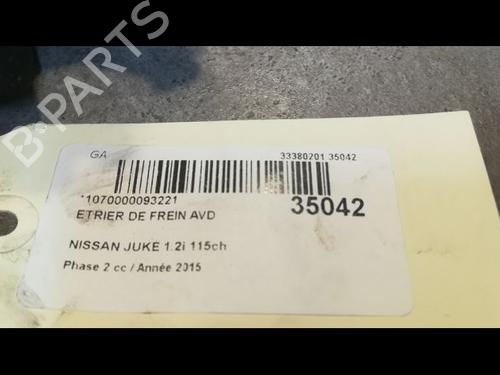 GA 33380201 35042
*1070000093221 35042
ETRIER DE FREIN AVD
NISSAN JUKE 1.2i 115ch
Phase 2 cc / Année 2015
B-PARTS